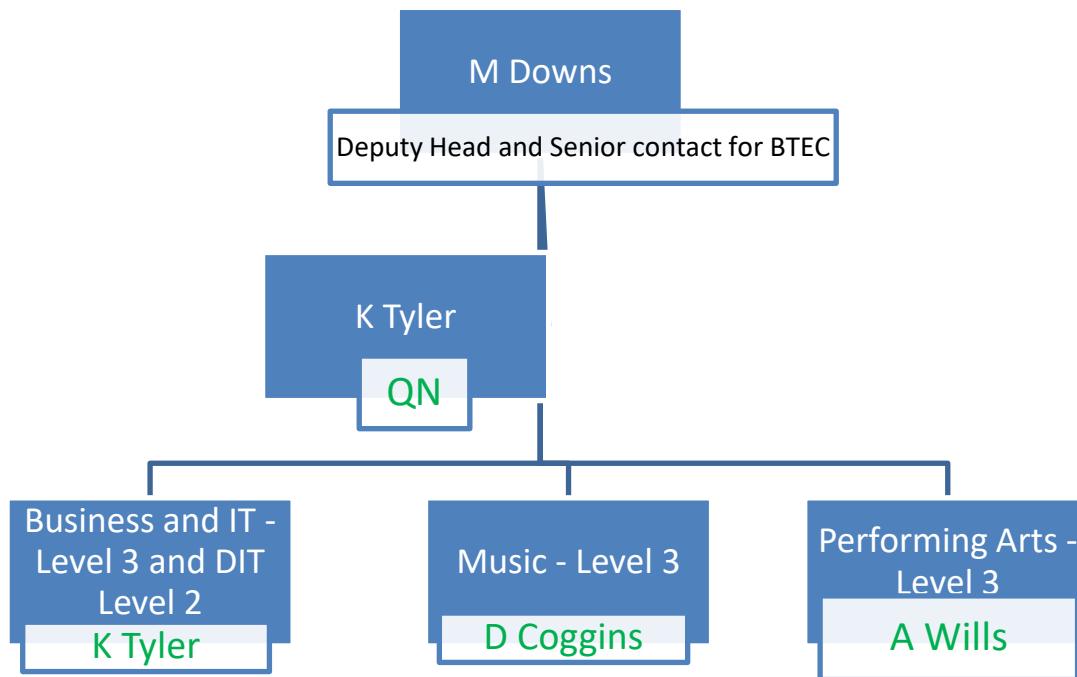 M Downs
Deputy Head and Senior contact for BTEC
K Tyler
QN
Business and IT -
Level 3 and DIT
Level 2
K Tyler
Music - Level 3
D Coggins
Performing Arts -
Level 3
A Wills